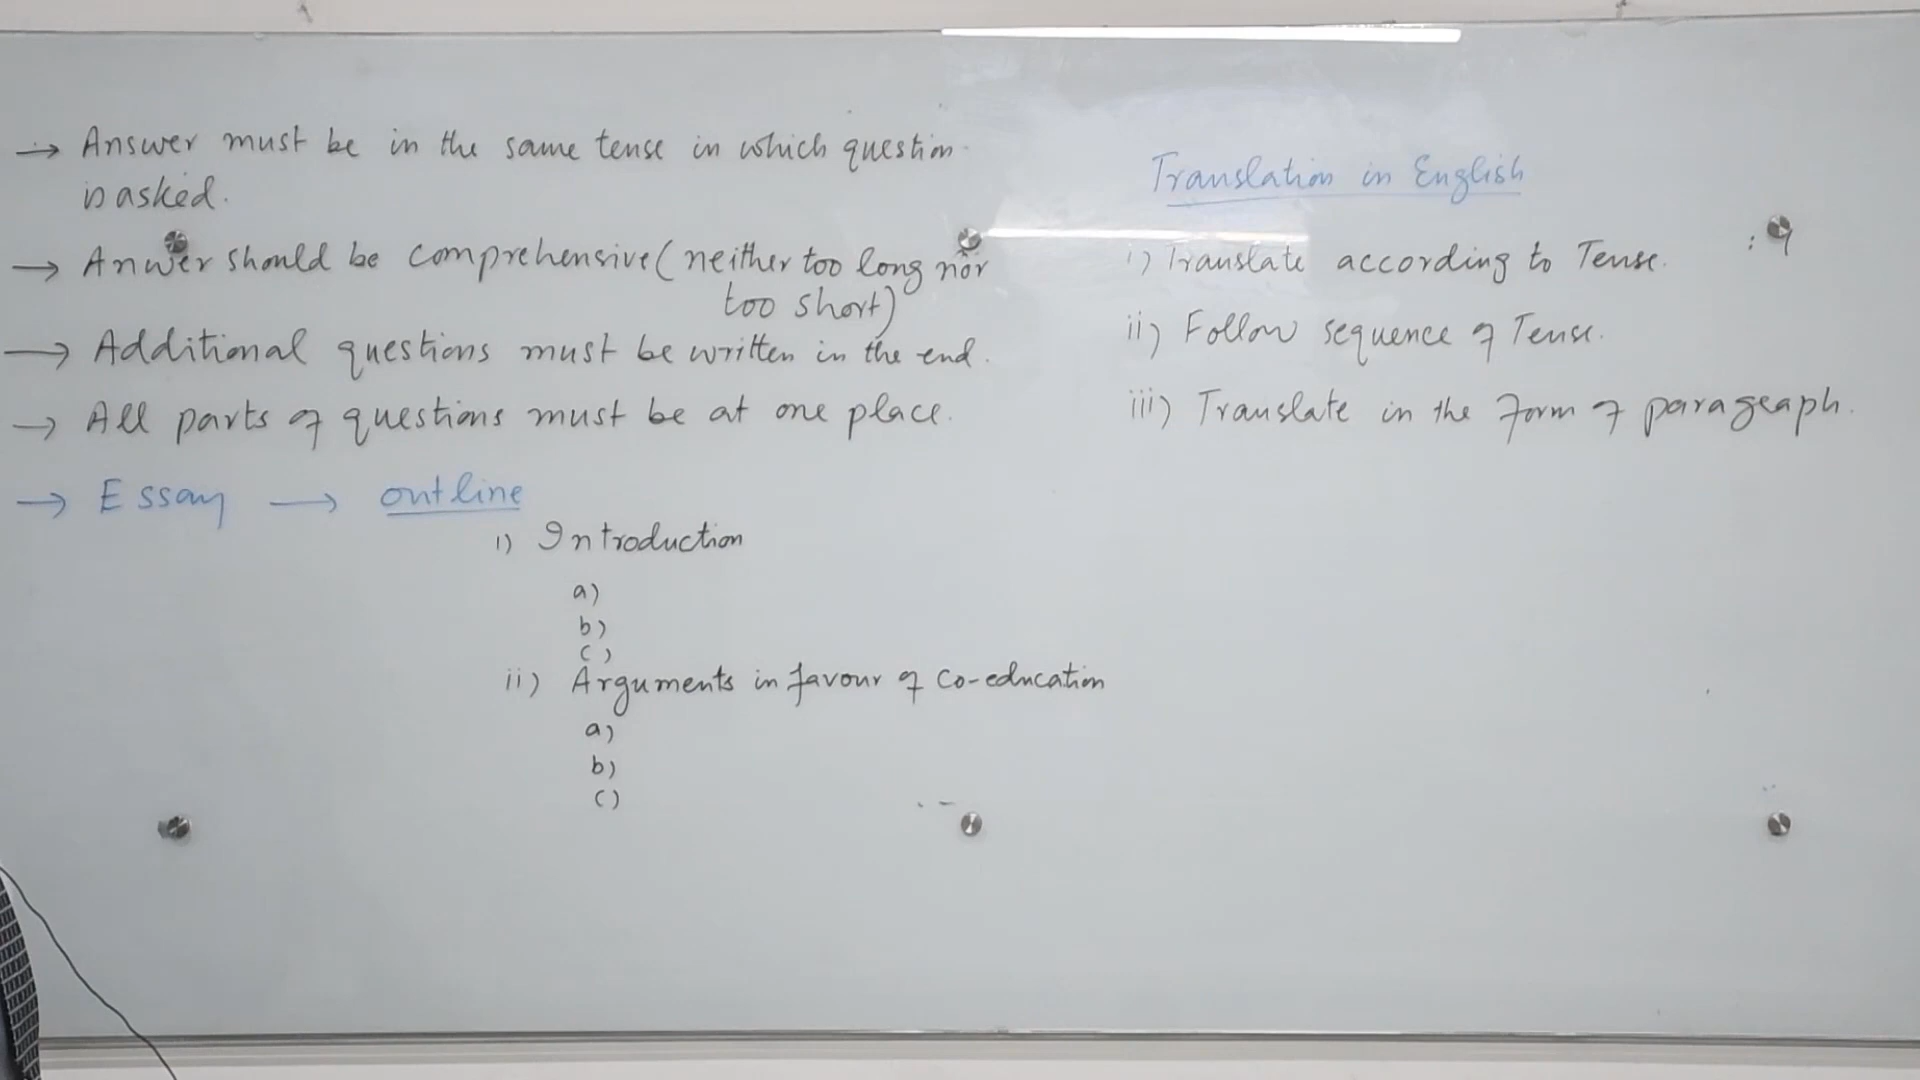 → Answer must be in the same tense in which question
is asked.
→ Anwer should be comprehensive (neither too long nor
too short)
→ Additional questions must be written in the end.
→ All parts of questions must be at one place.
→ Essay → outline
i) Introduction
a)
b)
c)
ii) Arguments in favour of Co-education
a)
b)
c)
Translation in English
i) Translate according to Tense.
ii) Follow sequence of Tense.
iii) Translate in the form of paragraph.